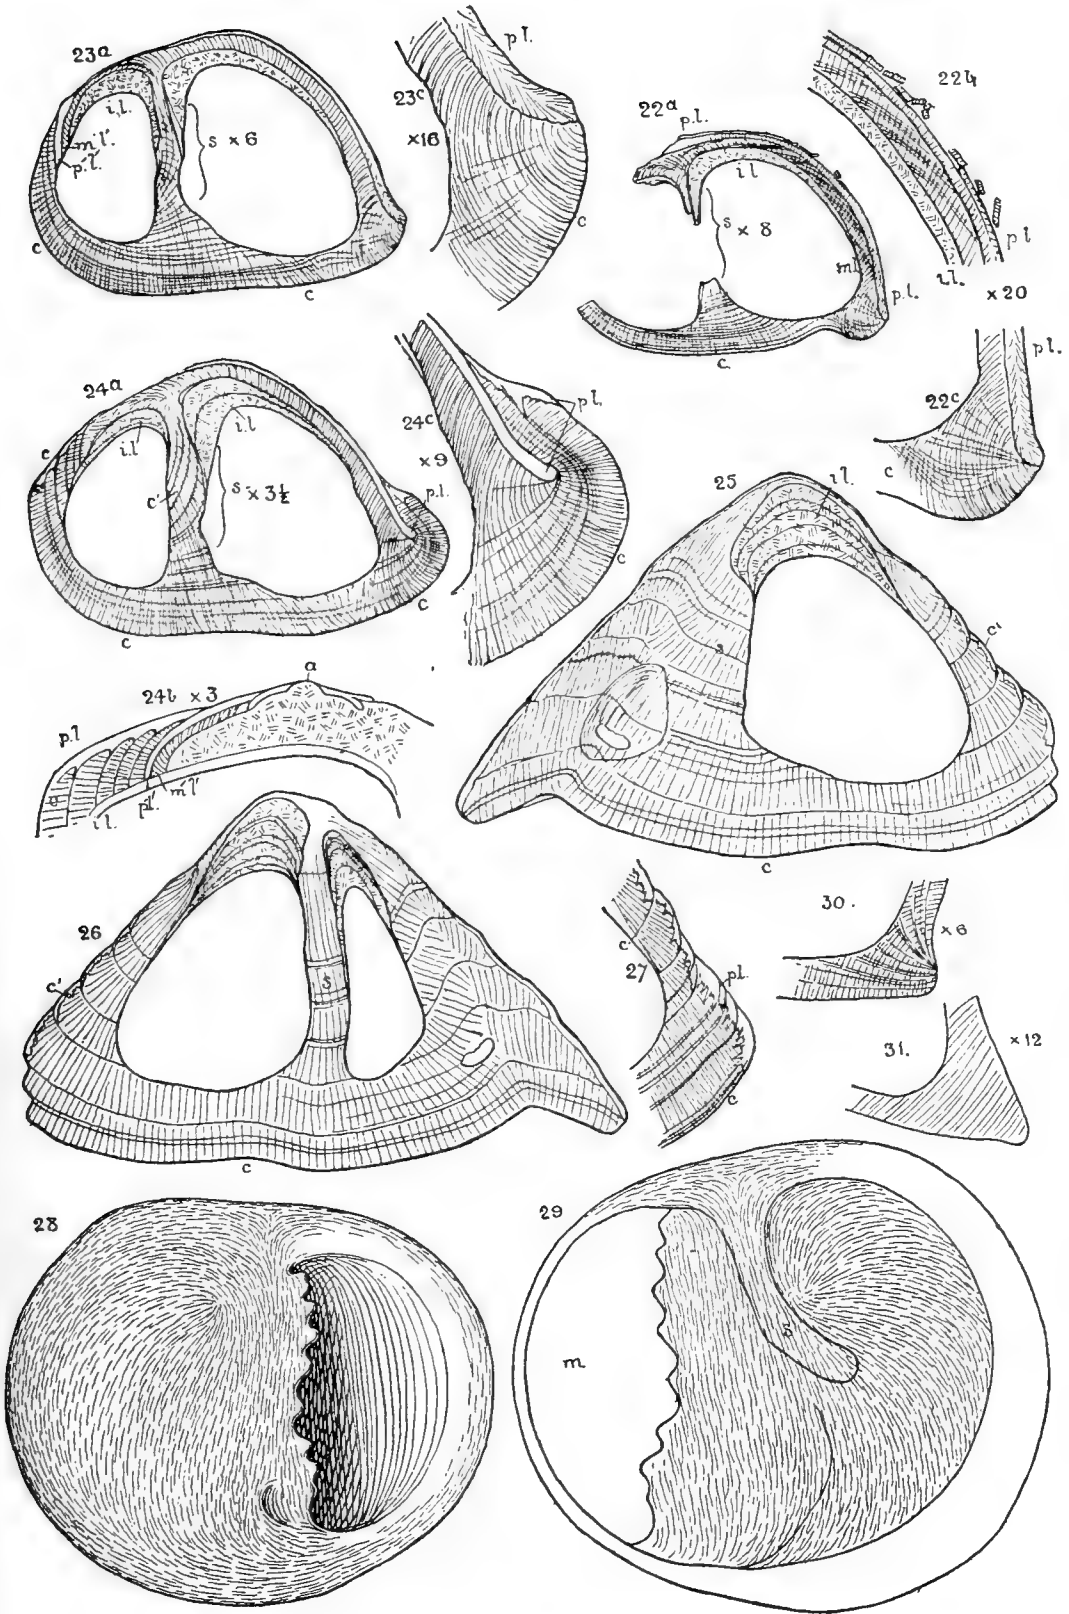 23a
i.l.
m'l'.
p.l'.
s × 6
c
c
23c
×16
p.l.
c
22a
p.l.
i.l
s × 8
m.l.
p.l.
c.
22b
p.l
i.l.
× 20
p.l.
22c
c
24a
c
i.l
i.l
c'
s × 3½
p.l.
c
c
24c
× 9
p.l.
c
25
i.l.
c'
s
c
24b × 3
a
p.l
c
i.l.
p.l'.
m'l'
26
c'
s
c
27
c
p.l.
c
30.
× 6
31.
× 12
28
29
m
s